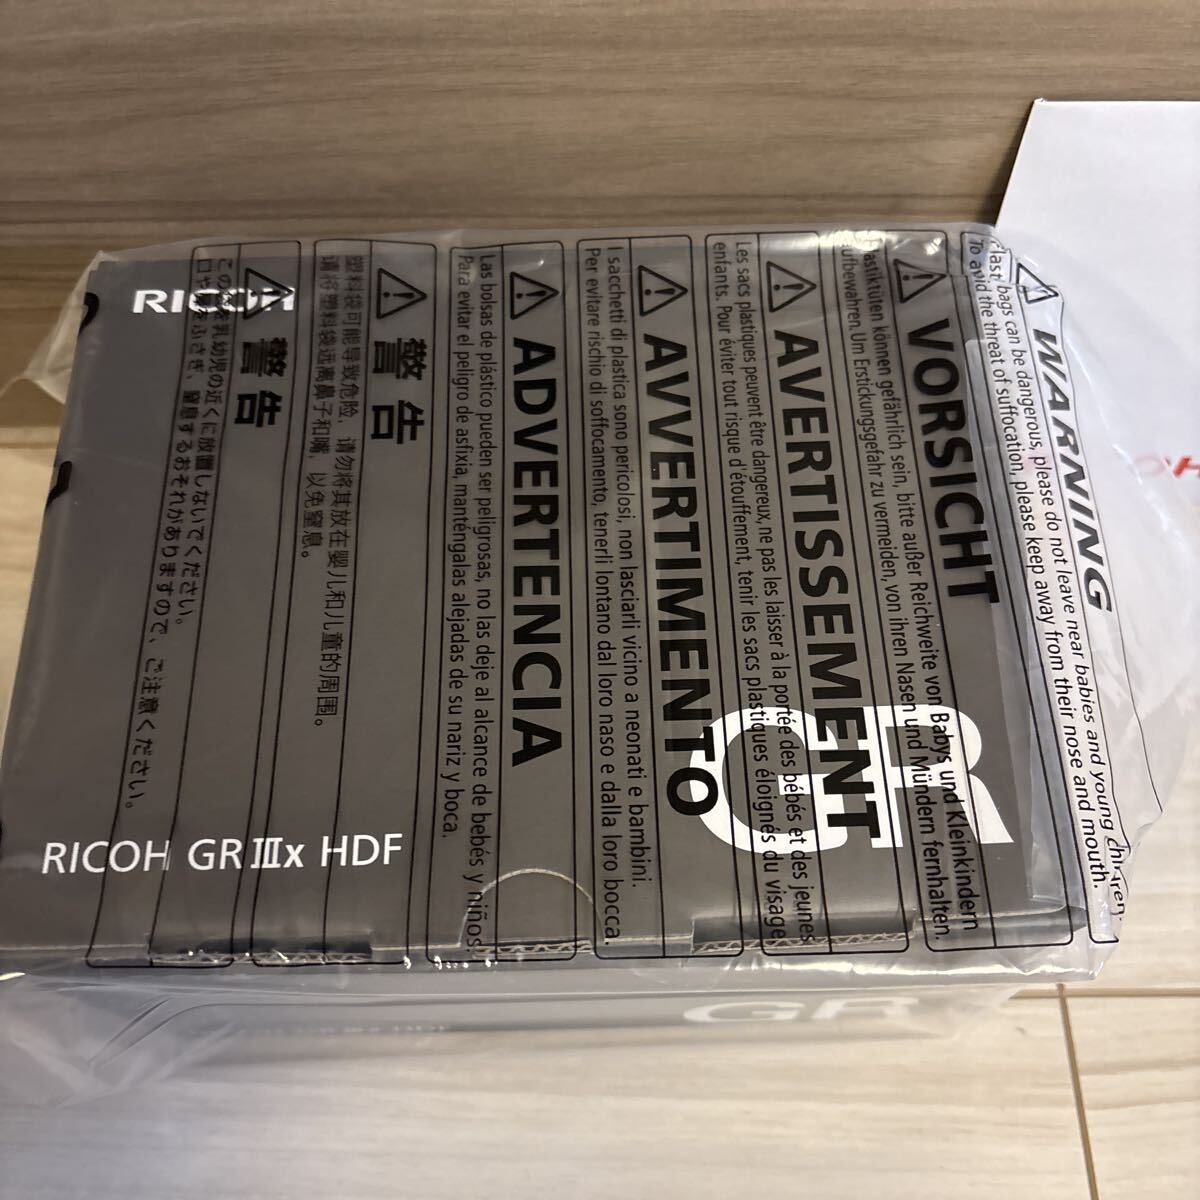 RICOH
RICOH GR IIIx HDF
GR
WARNING
Plastic bags can be dangerous, please do not leave near babies and young children.
To avoid the threat of suffocation, please keep away from their nose and mouth.
VORSICHT
Plastiktüten können gefährlich sein, bitte außer Reichweite von Babys und Kleinkindern
aufbewahren. Um Erstickungsgefahr zu vermeiden, von ihren Nasen und Mündern fernhalten.
AVERTISSEMENT
Les sacs plastiques peuvent être dangereux, ne pas les laisser à la portée des bébés et des jeunes
enfants. Pour éviter tout risque d'étouffement, tenir les sacs plastiques éloignés du visage
AVVERTIMENTO
I sacchetti di plastica sono pericolosi, non lasciarli vicino a neonati e bambini.
Per evitare rischio di soffocamento, tenerli lontano dal loro naso e dalla loro bocca.
ADVERTENCIA
Las bolsas de plástico pueden ser peligrosas, no las deje al alcance de bebés y niños.
Para evitar el peligro de asfixia, manténgalas alejadas de su nariz y boca.
警告
塑料袋可能导致危险，请勿将其放在婴儿和儿童的周围。
请将塑料袋远离鼻子和嘴，以免窒息。
警告
この袋を乳幼児の近くに放置しないでください。
口や鼻をふさぎ、窒息するおそれがありますので、ご注意ください。
GR